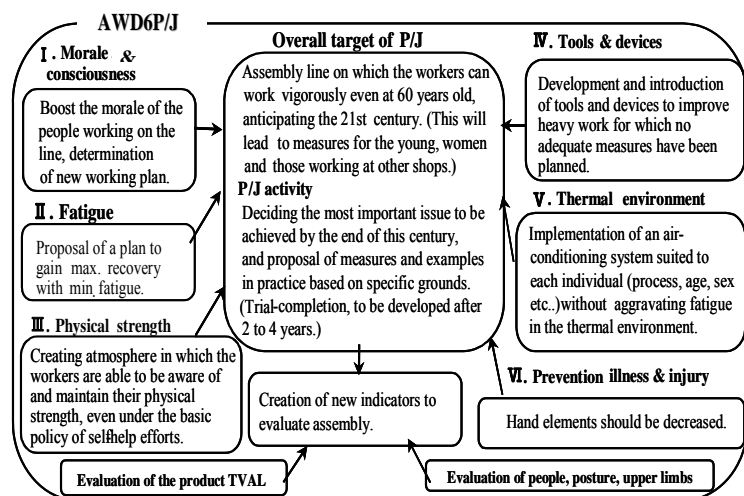 AWD6P/J
Ⅰ. Morale &
consciousness
Boost the morale of the
people working on the
line, determination
of new working plan.
Ⅱ. Fatigue
Proposal of a plan to
gain max. recovery
with min. fatigue.
Ⅲ. Physical strength
Creating atmosphere in which the
workers are able to be aware of
and maintain their physical
strength, even under the basic
policy of selfhelp efforts.
Overall target of P/J
Assembly line on which the workers can
work vigorously even at 60 years old,
anticipating the 21st century. (This will
lead to measures for the young, women
and those working at other shops.)
P/J activity
Deciding the most important issue to be
achieved by the end of this century,
and proposal of measures and examples
in practice based on specific grounds.
(Trial-completion, to be developed after
2 to 4 years.)
Creation of new indicators to
evaluate assembly.
Ⅳ. Tools & devices
Development and introduction
of tools and devices to improve
heavy work for which no
adequate measures have been
planned.
Ⅴ. Thermal environment
Implementation of an air-
conditioning system suited to
each individual (process, age, sex
etc..)without aggravating fatigue
in the thermal environment.
Ⅵ. Prevention illness & injury
Hand elements should be decreased.
Evaluation of the product TVAL
Evaluation of people, posture, upper limbs